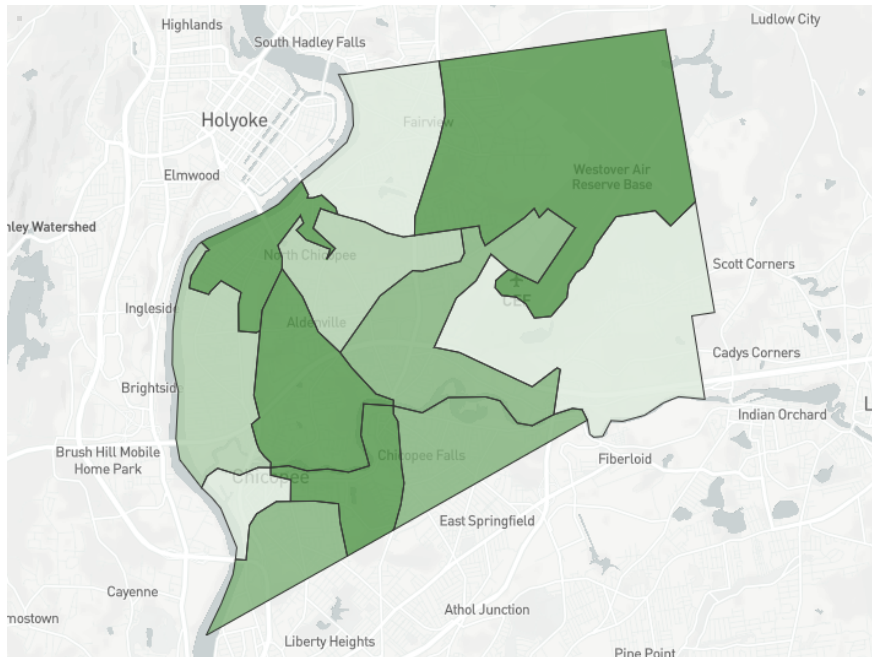 Highlands
Ludlow City
South Hadley Falls
Holyoke
Fairview
Elmwood
Westover Air
Reserve Base
nley Watershed
North Chicopee
Scott Corners
CEF
Ingleside
Aldenville
Cadys Corners
Brightside
L
Indian Orchard
Brush Hill Mobile
Home Park
Chicopee Falls
Fiberloid
Chicopee
East Springfield
Cayenne
Athol Junction
rmostown
Liberty Heights
Pine Point